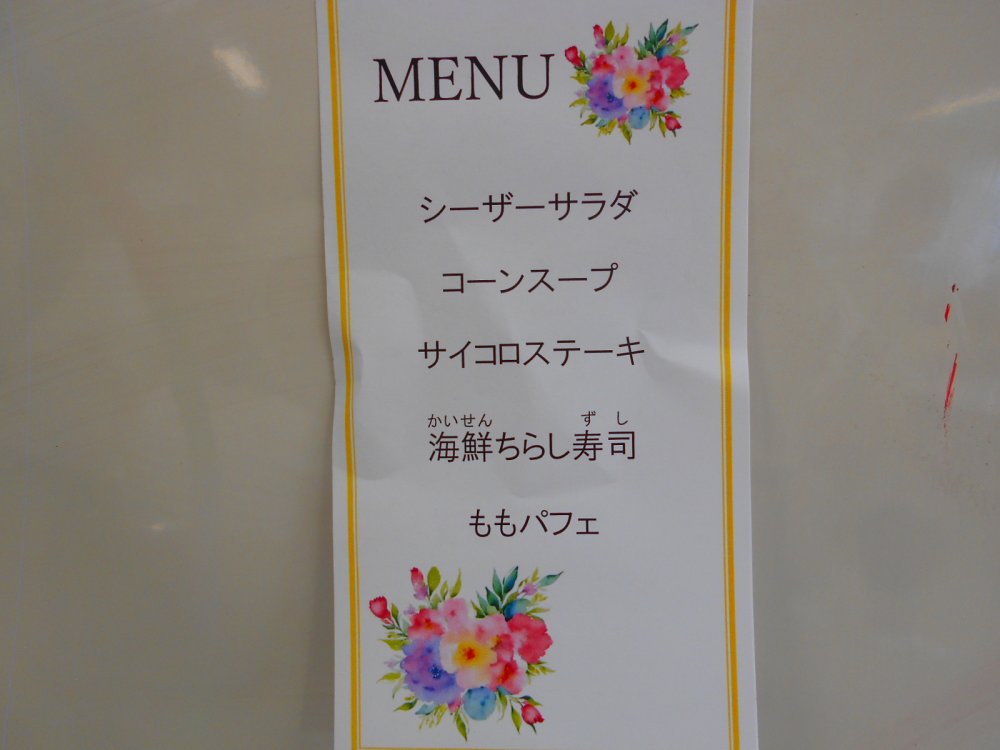 MENU
シーザーサラダ
コーンスープ
サイコロステーキ
かいせん ずし
海鮮ちらし寿司
ももパフェ